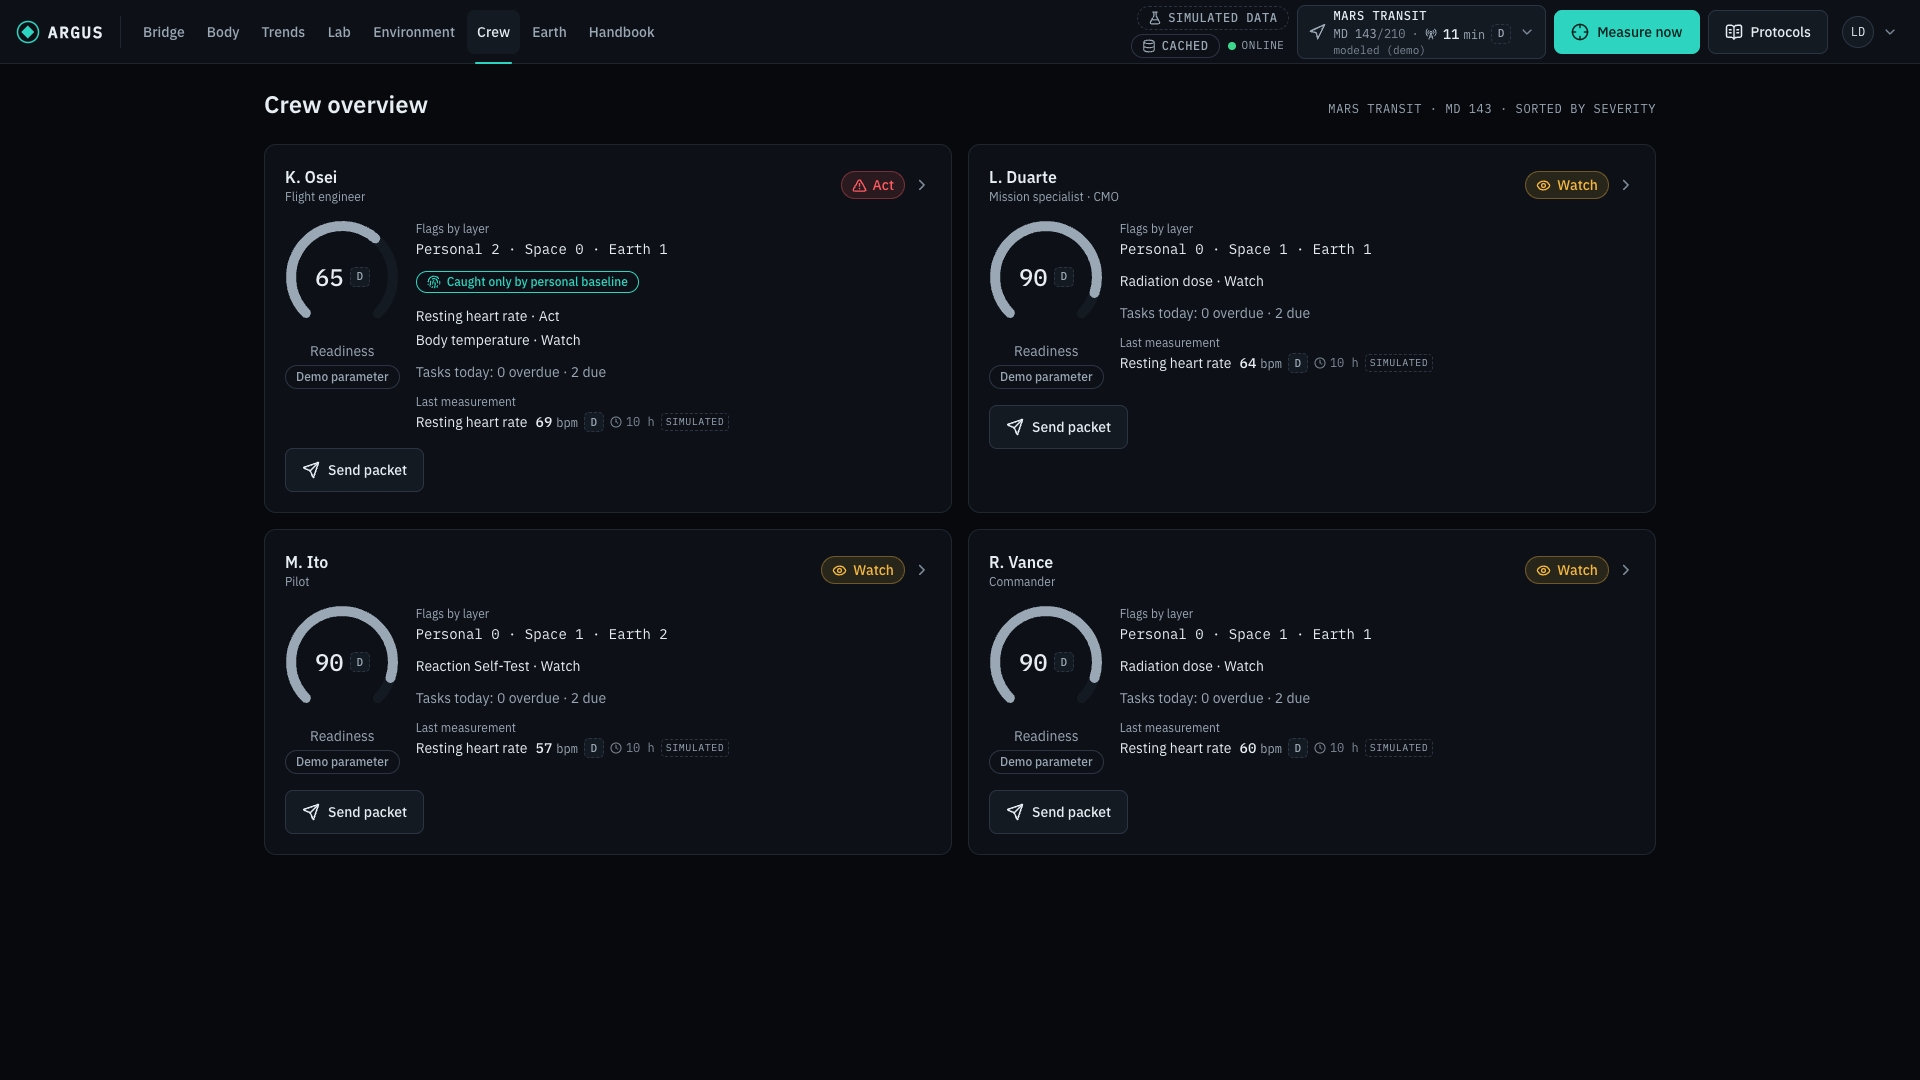 ARGUS
Bridge
Body
Trends
Lab
Environment
Crew
Earth
Handbook
SIMULATED DATA
CACHED
ONLINE
MARS TRANSIT
MD 143/210 · 11 min D
modeled (demo)
Measure now
Protocols
LD
Crew overview
MARS TRANSIT · MD 143 · SORTED BY SEVERITY
K. Osei
Flight engineer
Act
65 D
Readiness
Demo parameter
Flags by layer
Personal 2 · Space 0 · Earth 1
Caught only by personal baseline
Resting heart rate · Act
Body temperature · Watch
Tasks today: 0 overdue · 2 due
Last measurement
Resting heart rate 69 bpm D 10 h SIMULATED
Send packet
L. Duarte
Mission specialist · CMO
Watch
90 D
Readiness
Demo parameter
Flags by layer
Personal 0 · Space 1 · Earth 1
Radiation dose · Watch
Tasks today: 0 overdue · 2 due
Last measurement
Resting heart rate 64 bpm D 10 h SIMULATED
Send packet
M. Ito
Pilot
Watch
90 D
Readiness
Demo parameter
Flags by layer
Personal 0 · Space 1 · Earth 2
Reaction Self-Test · Watch
Tasks today: 0 overdue · 2 due
Last measurement
Resting heart rate 57 bpm D 10 h SIMULATED
Send packet
R. Vance
Commander
Watch
90 D
Readiness
Demo parameter
Flags by layer
Personal 0 · Space 1 · Earth 1
Radiation dose · Watch
Tasks today: 0 overdue · 2 due
Last measurement
Resting heart rate 60 bpm D 10 h SIMULATED
Send packet